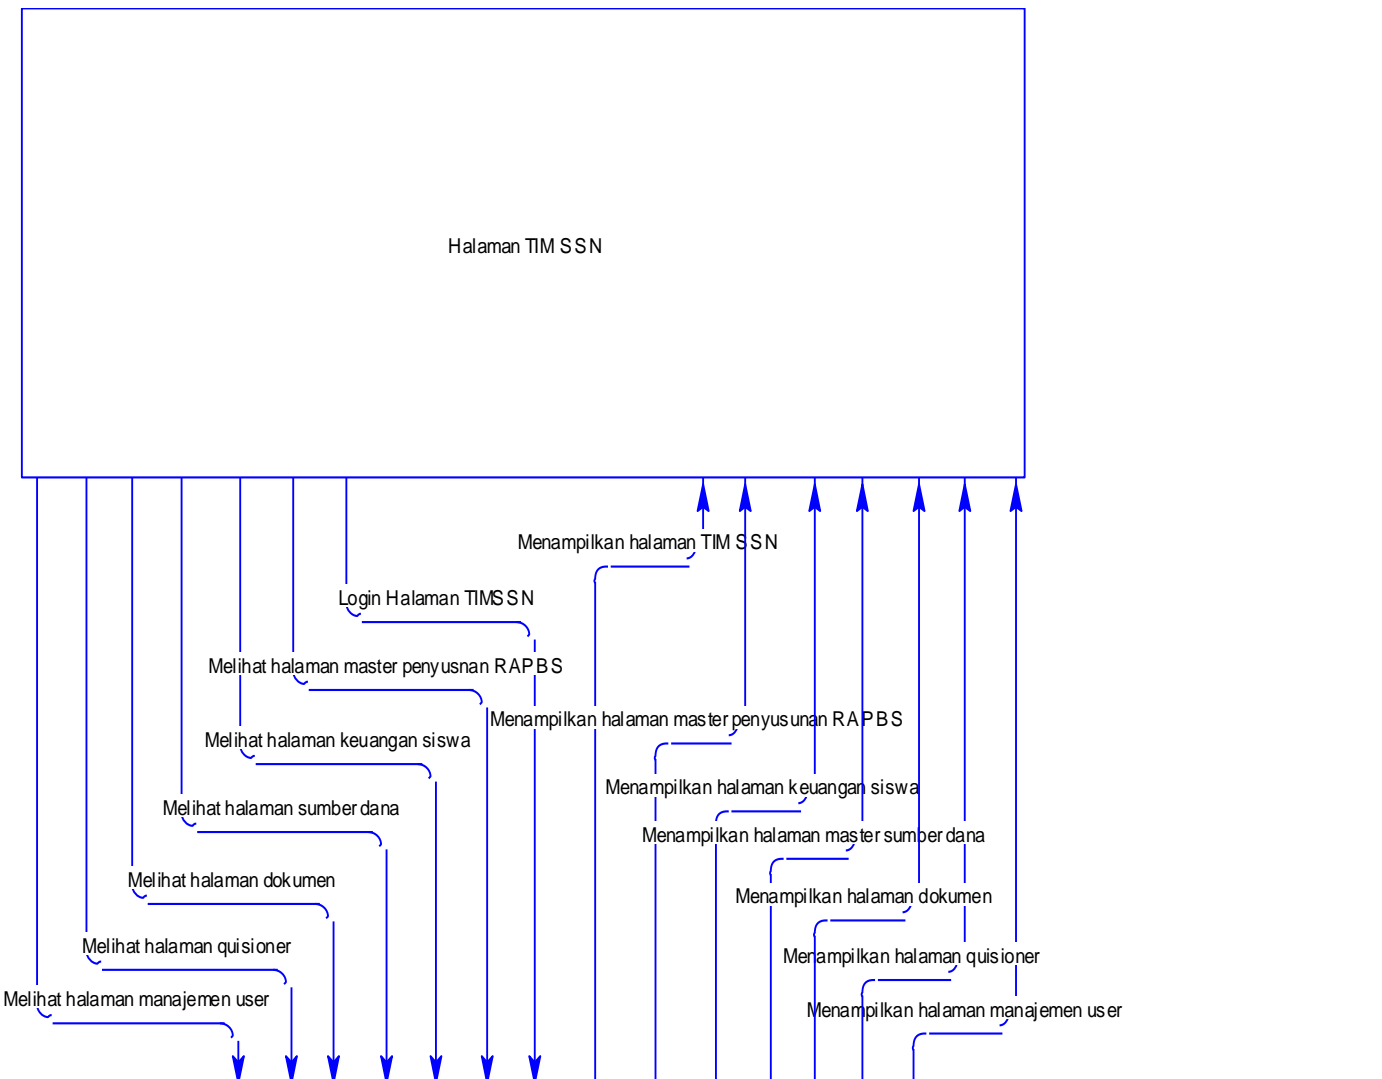 Halaman TIM SSN
Menampilkan halaman TIM SSN
Login Halaman TIMSSN
Melihat halaman master penyusnan RAPBS
Menampilkan halaman master penyusunan RAPBS
Melihat halaman keuangan siswa
Menampilkan halaman keuangan siswa
Melihat halaman sumber dana
Menampilkan halaman master sumber dana
Melihat halaman dokumen
Menampilkan halaman dokumen
Melihat halaman quisioner
Menampilkan halaman quisioner
Melihat halaman manajemen user
Menampilkan halaman manajemen user